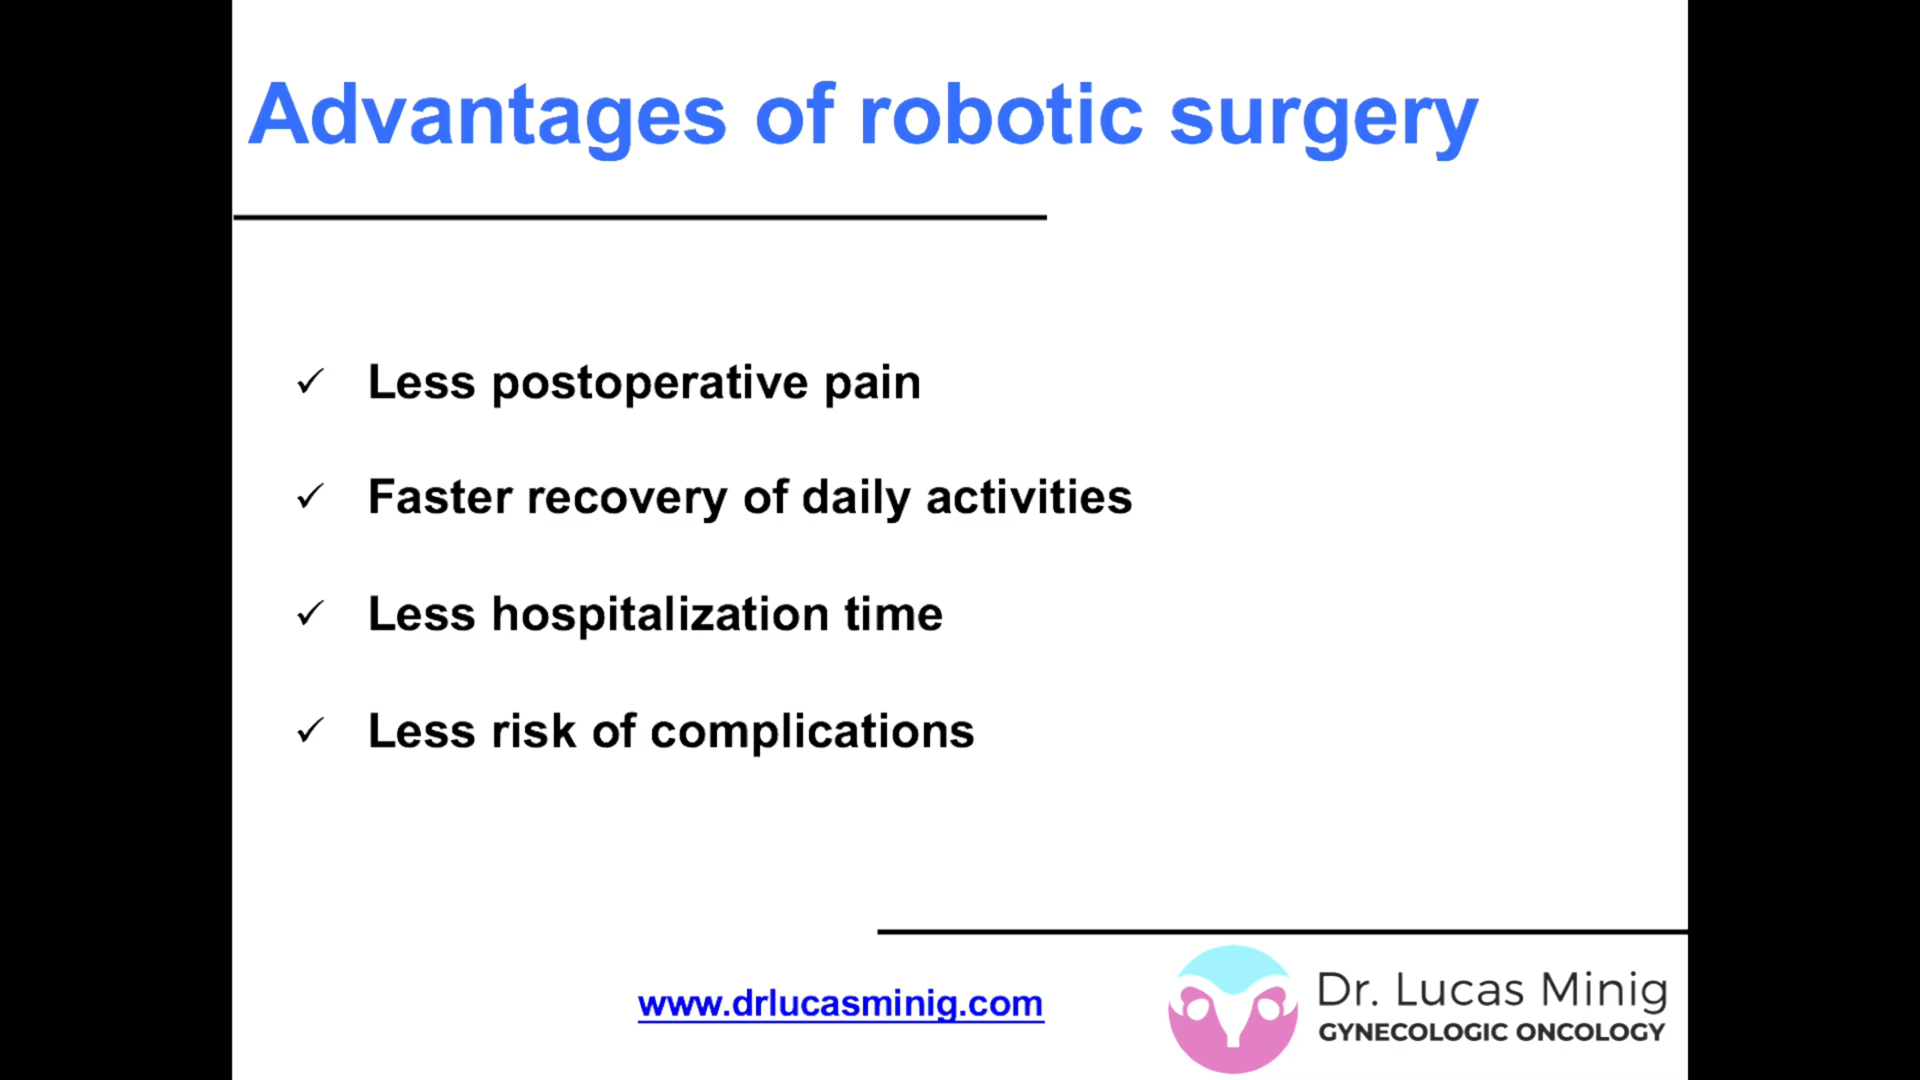 Advantages of robotic surgery
✓ Less postoperative pain
✓ Faster recovery of daily activities
✓ Less hospitalization time
✓ Less risk of complications
www.drlucasminig.com
Dr. Lucas Minig
GYNECOLOGIC ONCOLOGY